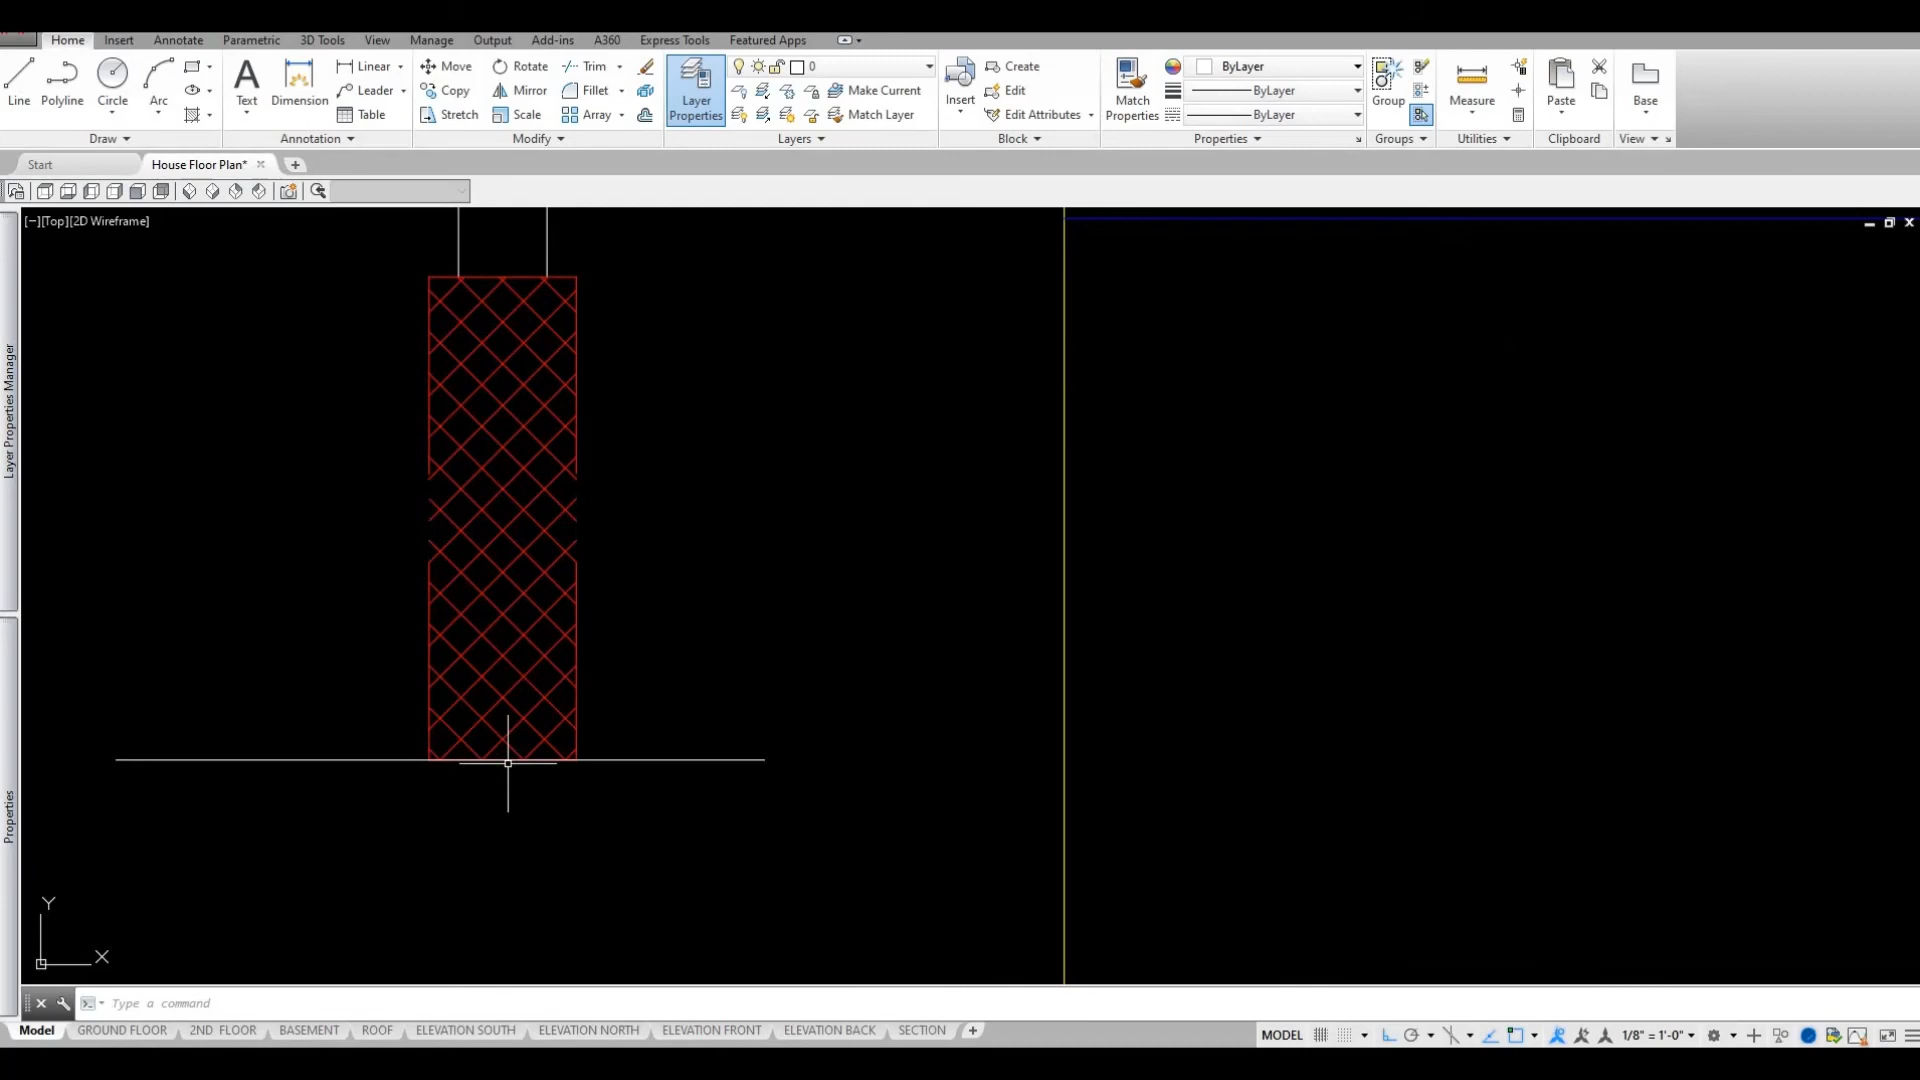 Home Insert Annotate Parametric 3D Tools View Manage Output Add-ins A360 Express Tools Featured Apps
Line Polyline Circle Arc
Draw
Text Dimension
Linear
Leader
Table
Annotation
Move Rotate Trim
Copy Mirror Fillet
Stretch Scale Array
Modify
Layer Properties
0
Make Current
Match Layer
Layers
Insert
Create
Edit
Edit Attributes
Block
Match Properties
ByLayer
ByLayer
ByLayer
Properties
Group
Groups
Measure
Utilities
Paste
Clipboard
Base
View
Start House Floor Plan*
[−][Top][2D Wireframe]
Layer Properties Manager
Properties
Y
X
Type a command
Model GROUND FLOOR 2ND FLOOR BASEMENT ROOF ELEVATION SOUTH ELEVATION NORTH ELEVATION FRONT ELEVATION BACK SECTION
MODEL 1/8" = 1'-0"